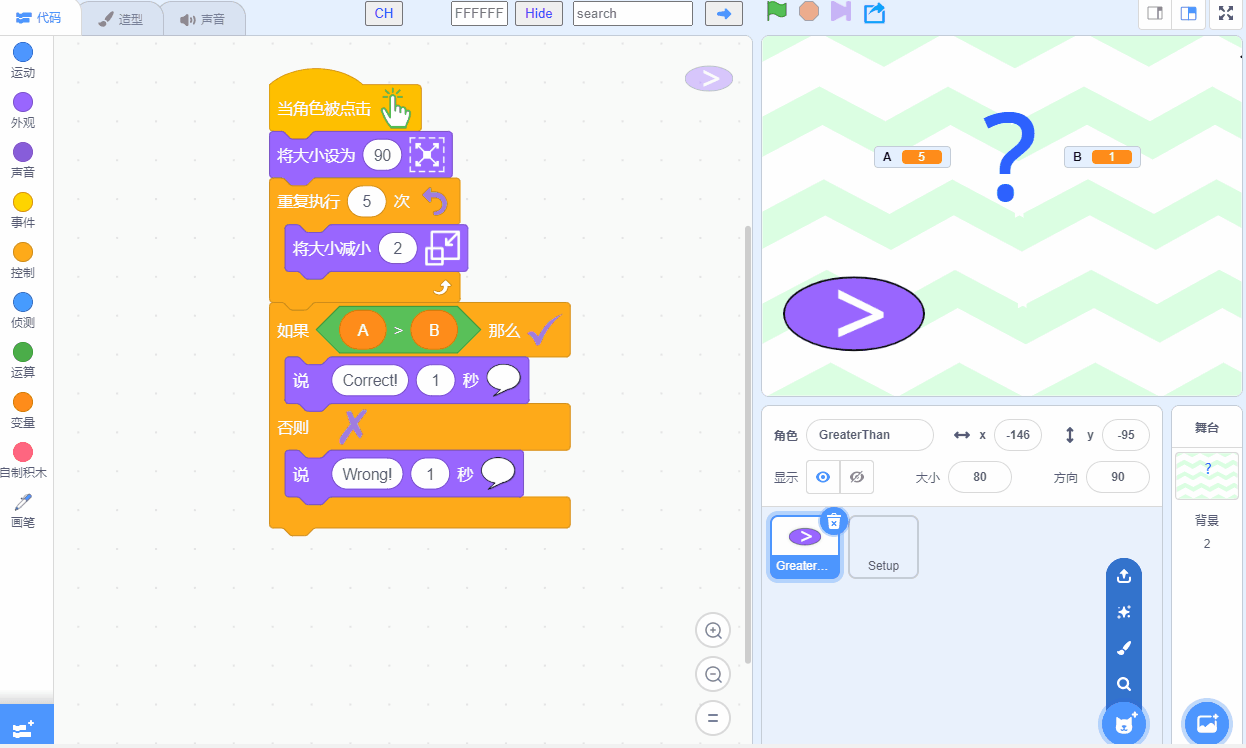 代码
造型
声音
CH
FFFFFF
Hide
search
运动
外观
声音
事件
控制
侦测
运算
变量
自制积木
画笔
当角色被点击
将大小设为 90
重复执行 5 次
将大小减小 2
如果 A > B 那么
说 Correct! 1 秒
否则
说 Wrong! 1 秒
>
=
A 5
?
B 1
>
角色 GreaterThan x -146 y -95
显示 大小 80 方向 90
>
Greater...
Setup
舞台
?
背景
2